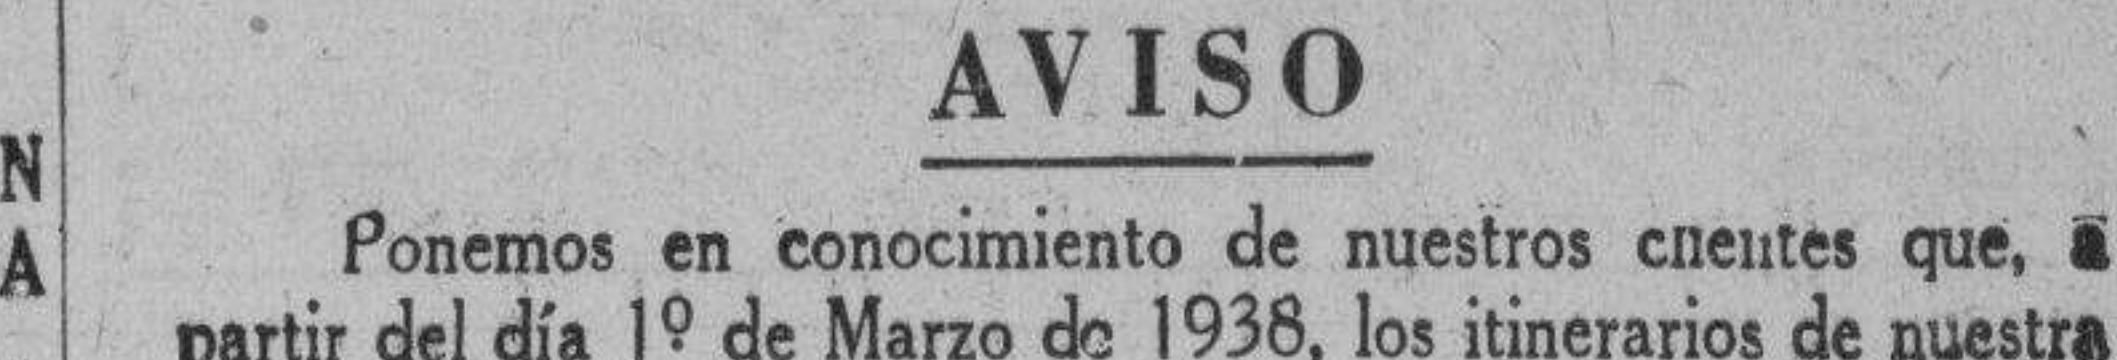 AVISO
N
A
Ponemos en conocimiento de nuestros clientes que, a
partir del día 1º de Marzo de 1938, los itinerarios de nuestra